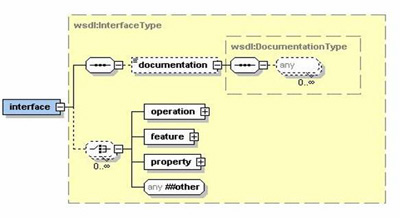 wsdl:InterfaceType
wsdl:DocumentationType
documentation
any
0..∞
interface
operation
feature
0..∞
property
any ##other